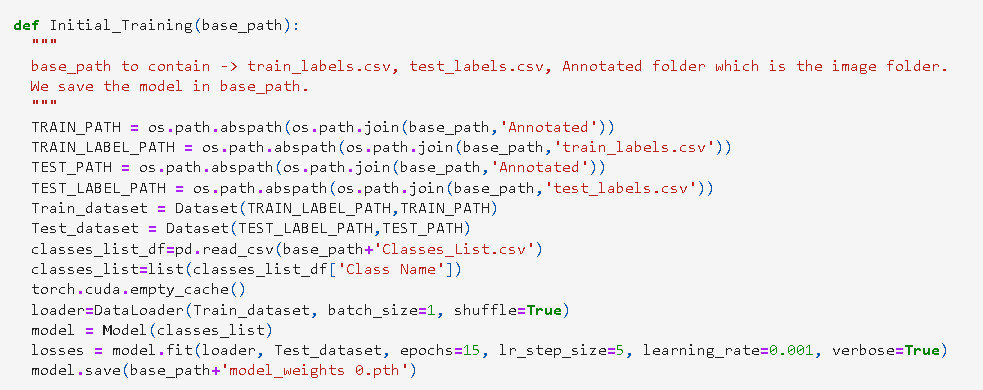 def Initial_Training(base_path):
"""
base_path to contain -> train_labels.csv, test_labels.csv, Annotated folder which is the image folder.
We save the model in base_path.
"""
TRAIN_PATH = os.path.abspath(os.path.join(base_path,'Annotated'))
TRAIN_LABEL_PATH = os.path.abspath(os.path.join(base_path,'train_labels.csv'))
TEST_PATH = os.path.abspath(os.path.join(base_path,'Annotated'))
TEST_LABEL_PATH = os.path.abspath(os.path.join(base_path,'test_labels.csv'))
Train_dataset = Dataset(TRAIN_LABEL_PATH,TRAIN_PATH)
Test_dataset = Dataset(TEST_LABEL_PATH,TEST_PATH)
classes_list_df=pd.read_csv(base_path+'Classes_List.csv')
classes_list=list(classes_list_df['Class Name'])
torch.cuda.empty_cache()
loader=DataLoader(Train_dataset, batch_size=1, shuffle=True)
model = Model(classes_list)
losses = model.fit(loader, Test_dataset, epochs=15, lr_step_size=5, learning_rate=0.001, verbose=True)
model.save(base_path+'model_weights 0.pth')